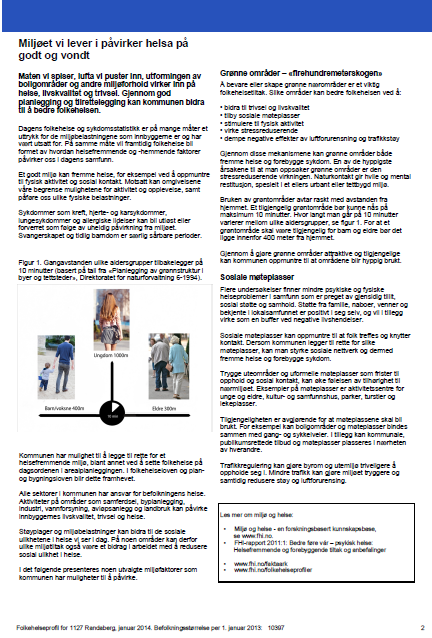 Miljøet vi lever i påvirker helsa på
godt og vondt
Maten vi spiser, lufta vi puster inn, utformingen av
boligområder og andre miljøforhold virker inn på
helse, livskvalitet og trivsel. Gjennom god
planlegging og tilrettelegging kan kommunen bidra
til å bedre folkehelsen.
Dagens folkehelse og sykdomsstatistikk er på mange måter et
uttrykk for de miljøbelastningene som innbyggerne er og har
vært utsatt for. På samme måte vil framtidig folkehelse bli
formet av hvordan helsefremmende og -hemmende faktorer
påvirker oss i dagens samfunn.
Et godt miljø kan fremme helse, for eksempel ved å oppmuntre
til fysisk aktivitet og sosial kontakt. Motsatt kan omgivelsene
våre begrense mulighetene for aktivitet og opplevelse, samt
påføre oss ulike fysiske belastninger.
Sykdommer som kreft, hjerte- og karsykdommer,
lungesykdommer og allergiske lidelser kan bli utløst eller
forverret som følge av uheldig påvirkning fra miljøet.
Svangerskapet og tidlig barndom er særlig sårbare perioder.
Figur 1. Gangavstanden ulike aldersgrupper tilbakelegger på
10 minutter (basert på tall fra «Planlegging av grønnstruktur i
byer og tettsteder», Direktoratet for naturforvaltning 6-1994).
Ungdom 1000m
Barn/voksne 400m
10 min
Eldre 300m
Kommunen har mulighet til å legge til rette for et
helsefremmende miljø, blant annet ved å sette folkehelse på
dagsordenen i arealplanleggingen. I folkehelseloven og plan-
og bygningsloven blir dette framhevet.
Alle sektorer i kommunen har ansvar for befolkningens helse.
Aktiviteter på områder som samferdsel, byplanlegging,
industri, vannforsyning, avløpsanlegg og landbruk kan påvirke
innbyggernes livskvalitet, trivsel og helse.
Støyplager og miljøbelastninger kan bidra til de sosiale
ulikhetene i helse vi ser i dag. På noen områder kan derfor
ulike miljøtiltak også være et bidrag i arbeidet med å redusere
sosial ulikhet i helse.
I det følgende presenteres noen utvalgte miljøfaktorer som
kommunen har muligheter til å påvirke.
Grønne områder – «firehundremeterskogen»
Å bevare eller skape grønne nærområder er et viktig
folkehelsetiltak. Slike områder kan bedre folkehelsen ved å:
• bidra til trivsel og livskvalitet
• tilby sosiale møteplasser
• stimulere til fysisk aktivitet
• virke stressreduserende
• dempe negative effekter av luftforurensning og trafikkstøy
Gjennom disse mekanismene kan grønne områder både
fremme helse og forebygge sykdom. En av de hyppigste
årsakene til at man oppsøker grønne områder er den
stressreduserende virkningen. Naturkontakt gir hvile og mental
restitusjon, spesielt i et ellers urbant eller tettbygd miljø.
Bruken av grøntområder avtar raskt med avstanden fra
hjemmet. Et tilgjengelig grøntområde bør kunne nås på
maksimum 10 minutter. Hvor langt man går på 10 minutter
varierer mellom ulike aldersgrupper, se figur 1. For at et
grøntområde skal være tilgjengelig for barn og eldre bør det
ligge innenfor 400 meter fra hjemmet.
Gjennom å gjøre grønne områder attraktive og tilgjengelige
kan kommunen oppmuntre til at områdene blir hyppig brukt.
Sosiale møteplasser
Flere undersøkelser finner mindre psykiske og fysiske
helseproblemer i samfunn som er preget av gjensidig tillit,
sosial støtte og samhold. Støtte fra familie, naboer, venner og
bekjente i lokalsamfunnet er positivt i seg selv, og vil i tillegg
virke som en buffer ved negative livshendelser.
Sosiale møteplasser kan oppmuntre til at folk treffes og knytter
kontakt. Dersom kommunen legger til rette for slike
møteplasser, kan man styrke sosiale nettverk og dermed
fremme helse og forebygge sykdom.
Trygge uteområder og uformelle møteplasser som frister til
opphold og sosial kontakt, kan øke følelsen av tilhørighet til
nærmiljøet. Eksempler på møteplasser er aktivitetssentre for
unge og eldre, kultur- og samfunnshus, parker, turstier og
lekeplasser.
Tilgjengeligheten er avgjørende for at møteplassene skal bli
brukt. For eksempel kan boligområder og møteplasser bindes
sammen med gang- og sykkelveier. I tillegg kan kommunale,
publikumsrettede tilbud og møteplasser plasseres i nærheten
av hverandre.
Trafikkregulering kan gjøre byrom og utemiljø triveligere å
oppholde seg i. Mindre trafikk kan gjøre miljøet tryggere og
samtidig redusere støy og luftforurensning.
Les mer om miljø og helse:
• Miljø og helse - en forskningsbasert kunnskapsbase,
se www.fhi.no.
• FHI-rapport 2011:1: Bedre føre vår – psykisk helse:
Helsefremmende og forebyggende tiltak og anbefalinger
• www.fhi.no/faktaark
• www.fhi.no/folkehelseprofiler
Folkehelseprofil for 1127 Randaberg, januar 2014. Befolkningsstørrelse per 1. januar 2013: 10397
2